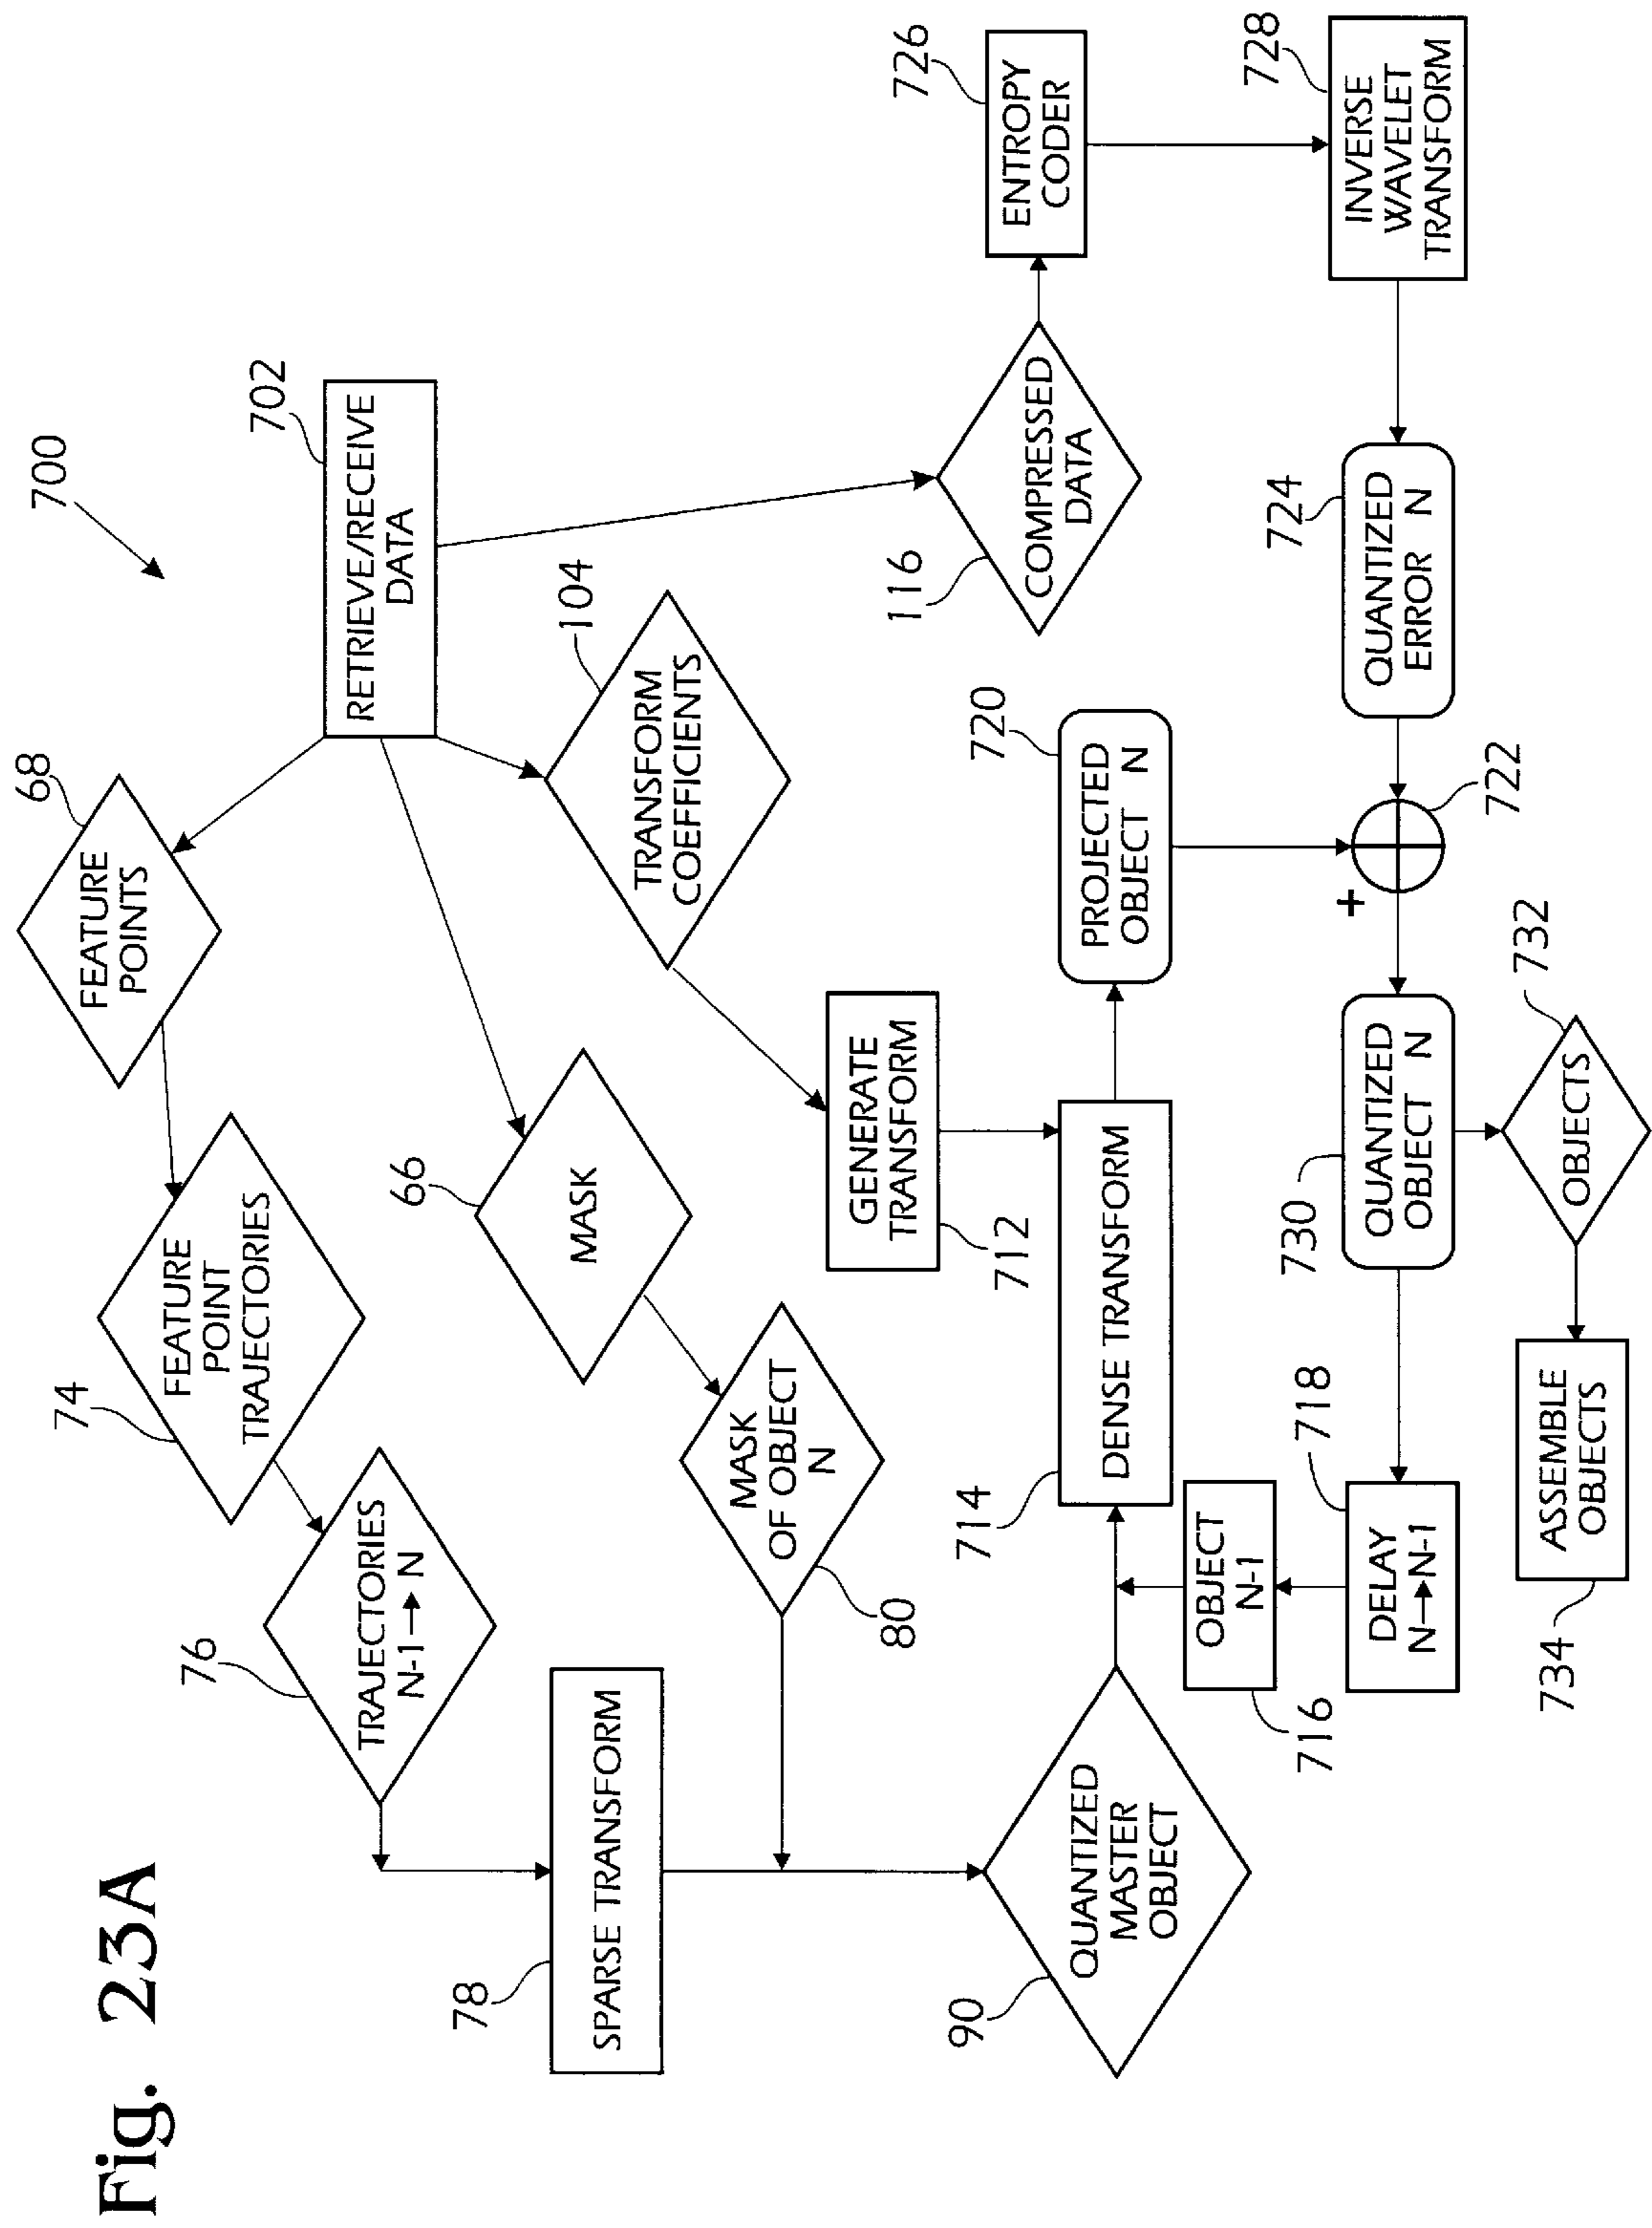 Fig. 23A
700
68
FEATURE
POINTS
702
RETRIEVE/RECEIVE
DATA
74
FEATURE
POINT
TRAJECTORIES
76
TRAJECTORIES
N-1→N
66
MASK
104
TRANSFORM
COEFFICIENTS
78
SPARSE TRANSFORM
MASK
OF OBJECT
N
80
GENERATE
TRANSFORM
712
116
COMPRESSED
DATA
726
ENTROPY
CODER
90
QUANTIZED
MASTER
OBJECT
714
DENSE TRANSFORM
720
PROJECTED
OBJECT N
728
INVERSE
WAVELET
TRANSFORM
OBJECT
N-1
716
718
DELAY
N→N-1
730
QUANTIZED
OBJECT N
+
722
724
QUANTIZED
ERROR N
732
OBJECTS
ASSEMBLE
OBJECTS
734